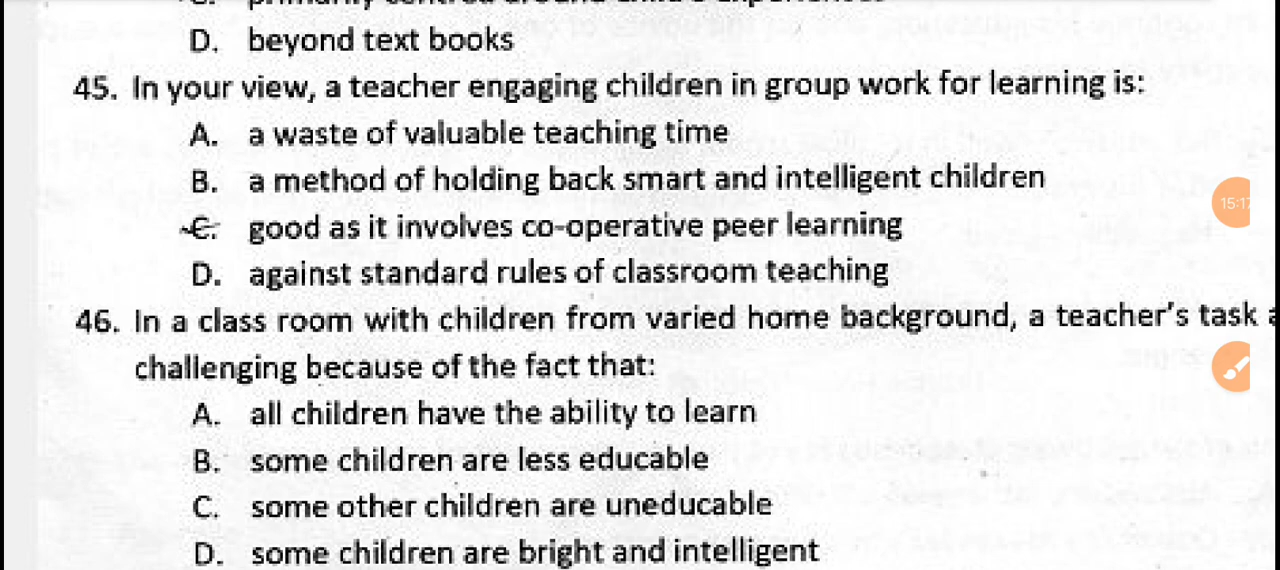 D. beyond text books
45. In your view, a teacher engaging children in group work for learning is:
A. a waste of valuable teaching time
B. a method of holding back smart and intelligent children
C. good as it involves co-operative peer learning
D. against standard rules of classroom teaching
46. In a class room with children from varied home background, a teacher's task
challenging because of the fact that:
A. all children have the ability to learn
B. some children are less educable
C. some other children are uneducable
D. some children are bright and intelligent
15:17